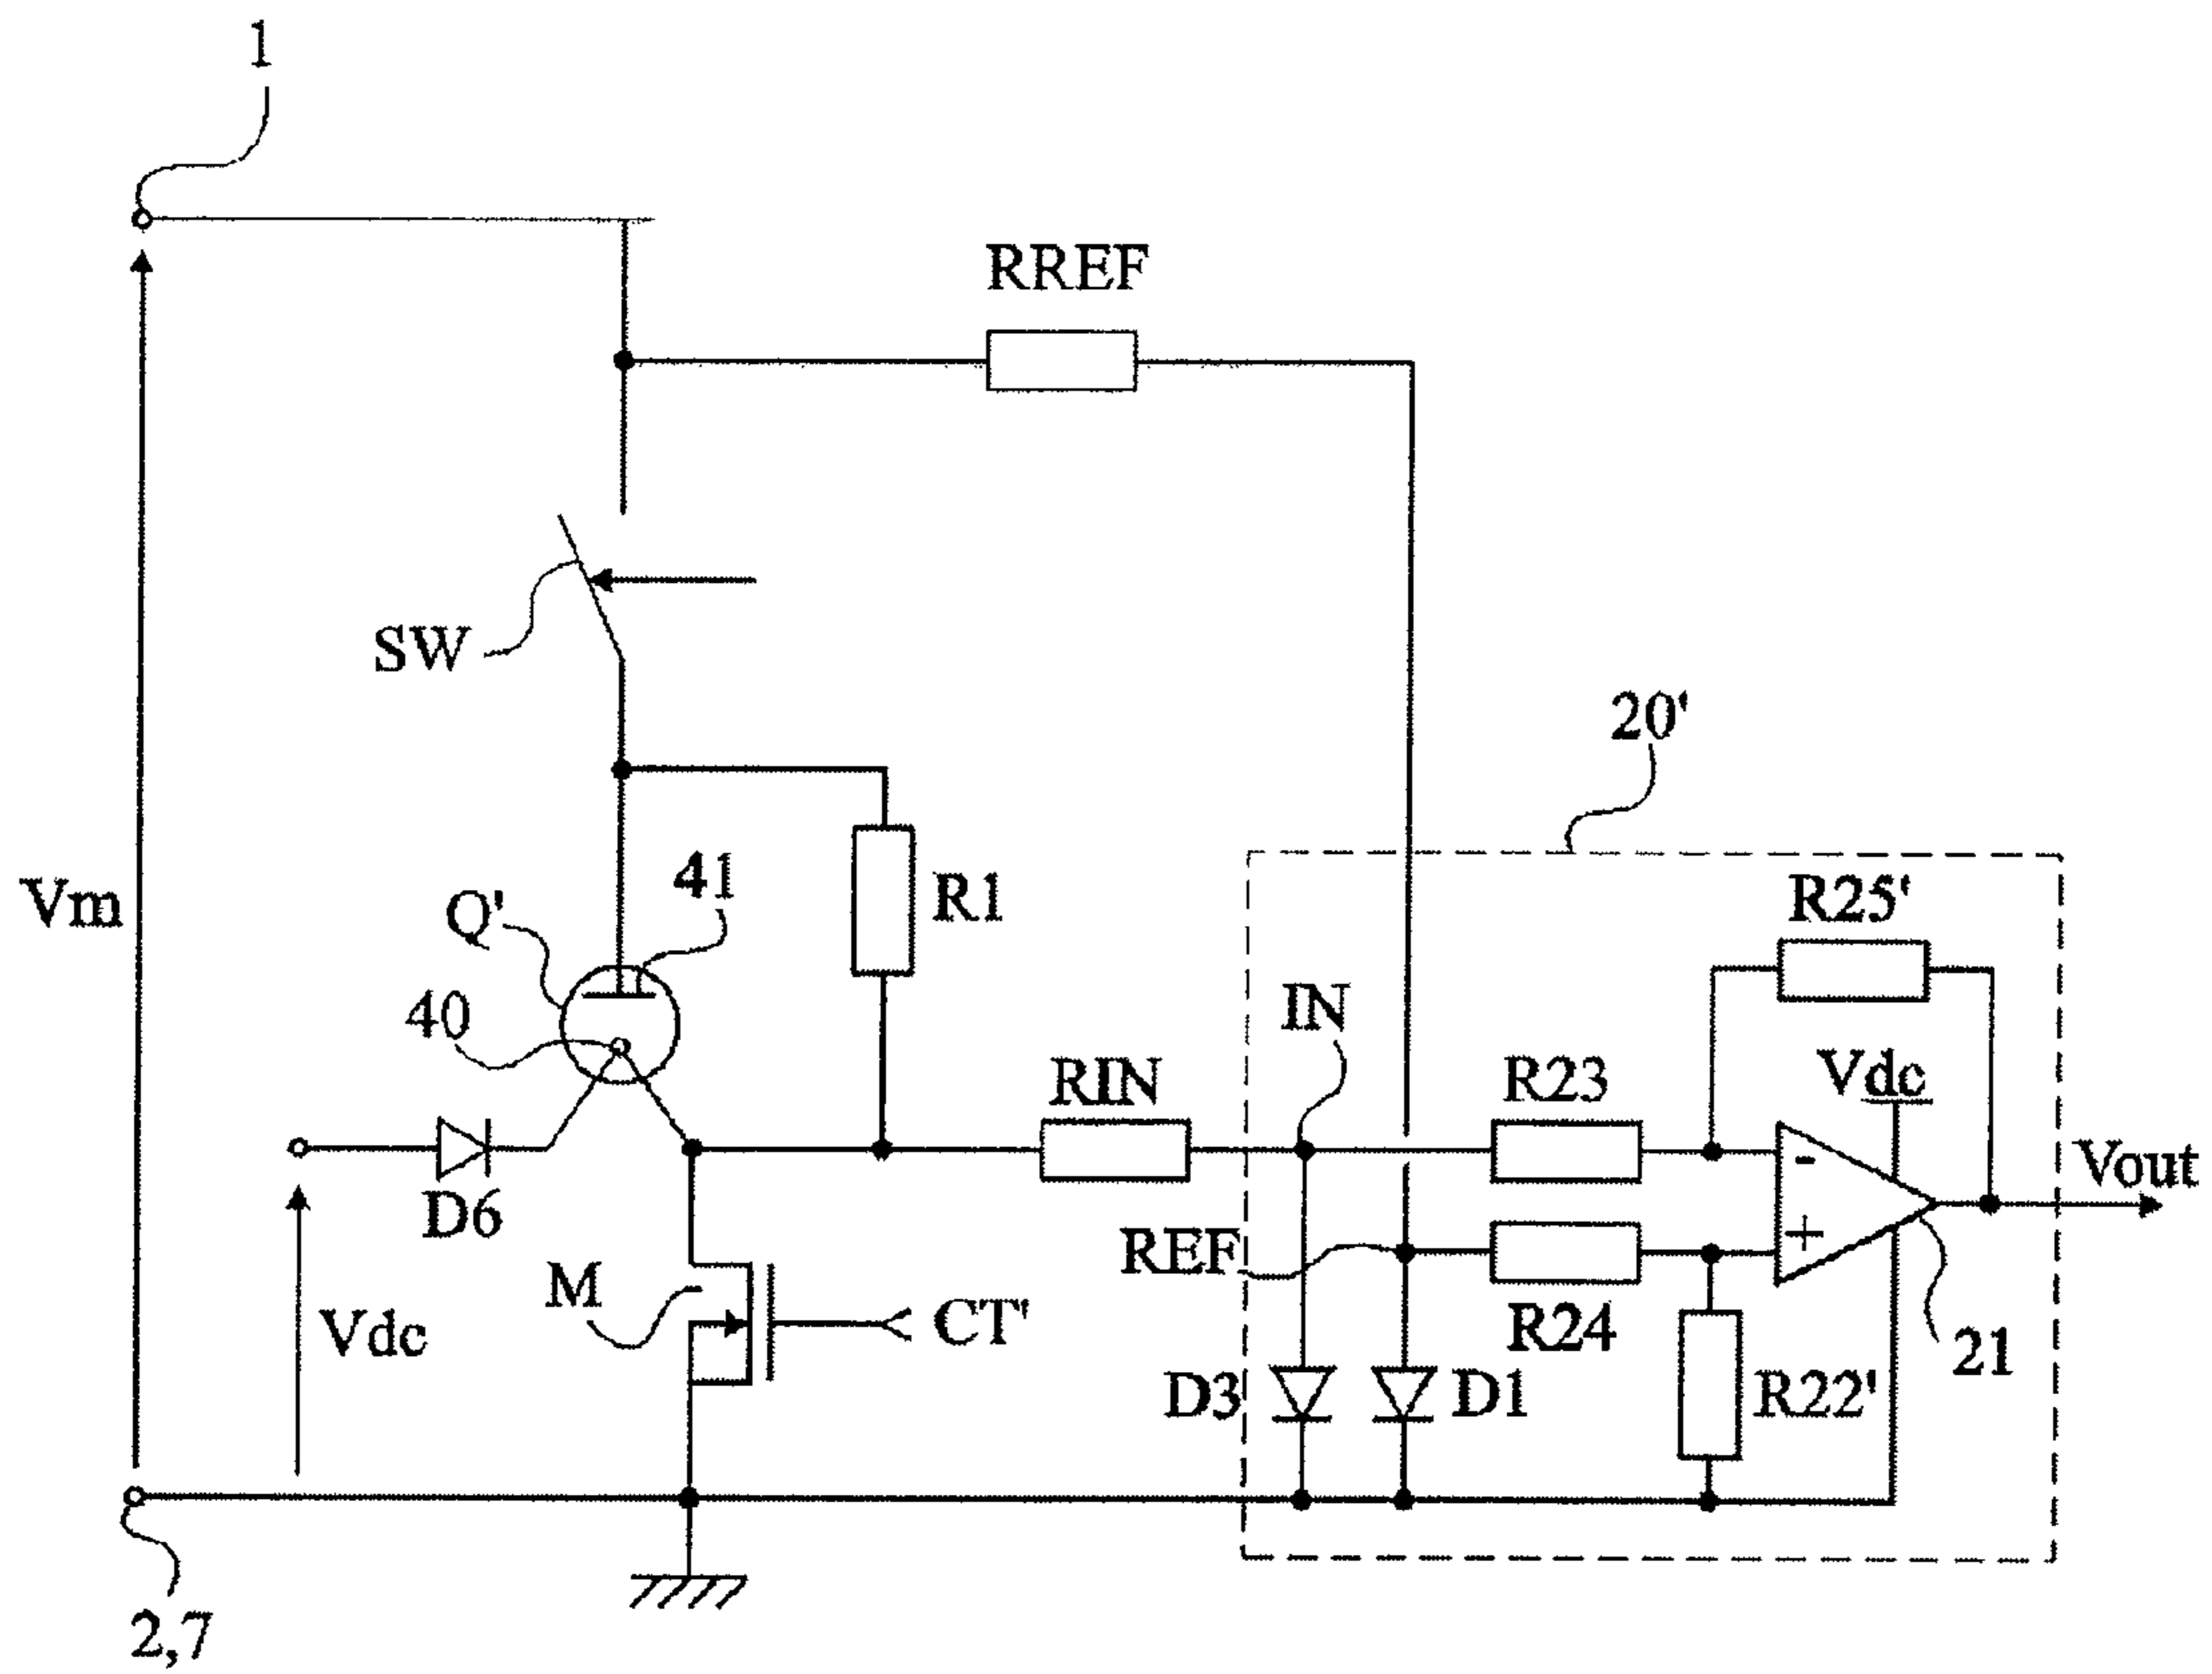 1
RREF
SW
20'
Vm
Q'
41
R1
R25'
40
IN
RIN
R23
Vdc
-
Vout
D6
REF
+
M
Vdc
CT'
R24
21
D3
D1
R22'
2,7